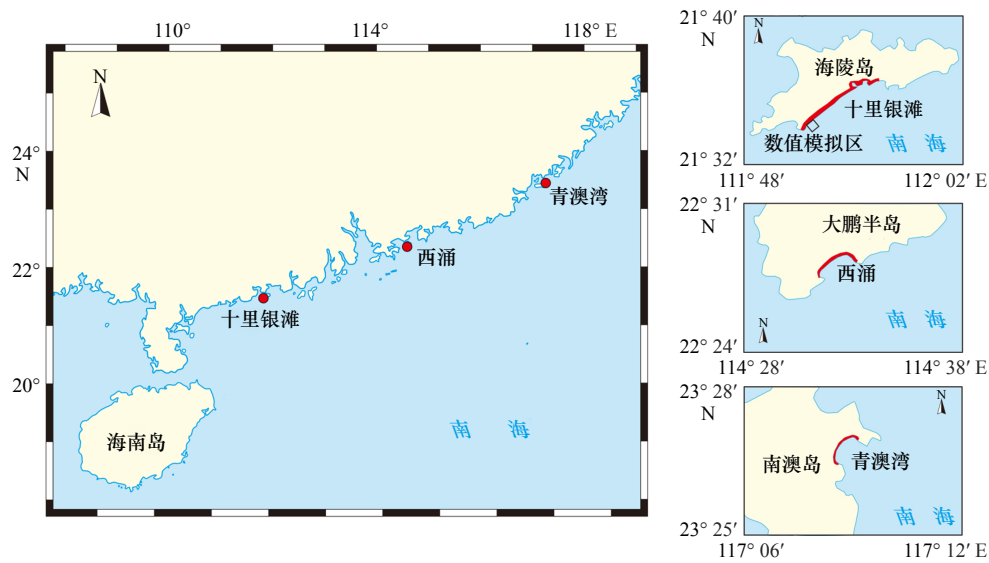 110°
114°
118° E
N
24°
N
22°
20°
青澳湾
西涌
十里银滩
海南岛
南 海
21° 40′
N
N
海陵岛
十里银滩
数值模拟区
南 海
21° 32′
111° 48′
112° 02′ E
22° 31′
N
大鹏半岛
西涌
南 海
N
22° 24′
114° 28′
114° 38′ E
23° 28′
N
N
南澳岛
青澳湾
南 海
23° 25′
117° 06′
117° 12′ E